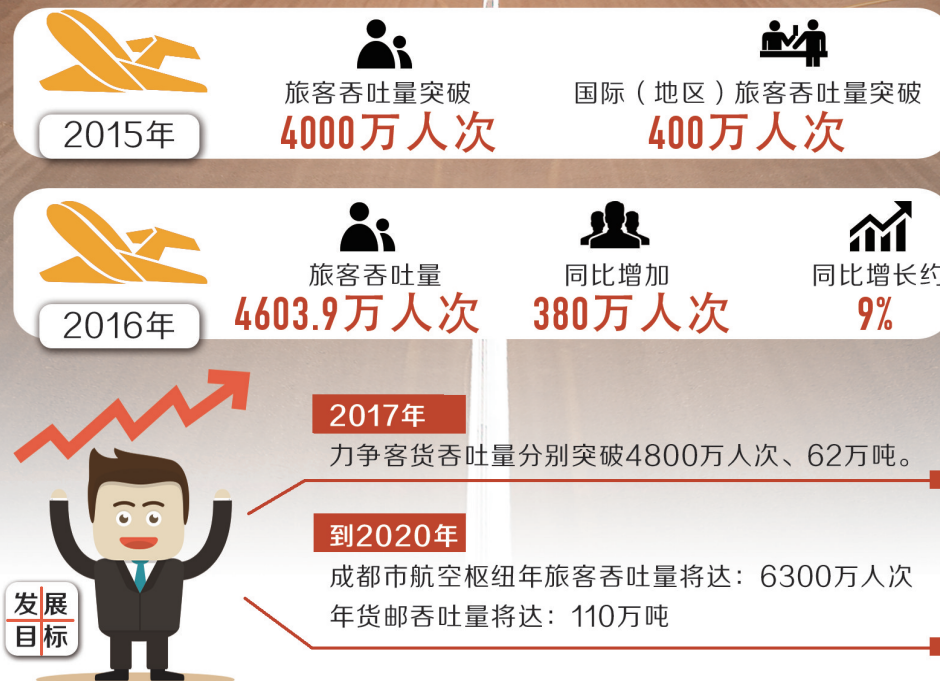 旅客吞吐量突破
4000万人次
国际（地区）旅客吞吐量突破
400万人次
2015年
旅客吞吐量
4603.9万人次
同比增加
380万人次
同比增长约
9%
2016年
2017年
力争客货吞吐量分别突破4800万人次、62万吨。
到2020年
成都市航空枢纽年旅客吞吐量将达：6300万人次
年货邮吞吐量将达：110万吨
发展
目标